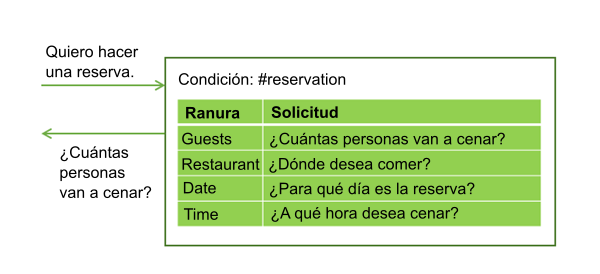 Quiero hacer
una reserva.
Condición: #reservation
Ranura Solicitud
Guests ¿Cuántas personas van a cenar?
Restaurant ¿Dónde desea comer?
Date ¿Para qué día es la reserva?
Time ¿A qué hora desea cenar?
¿Cuántas
personas
van a cenar?